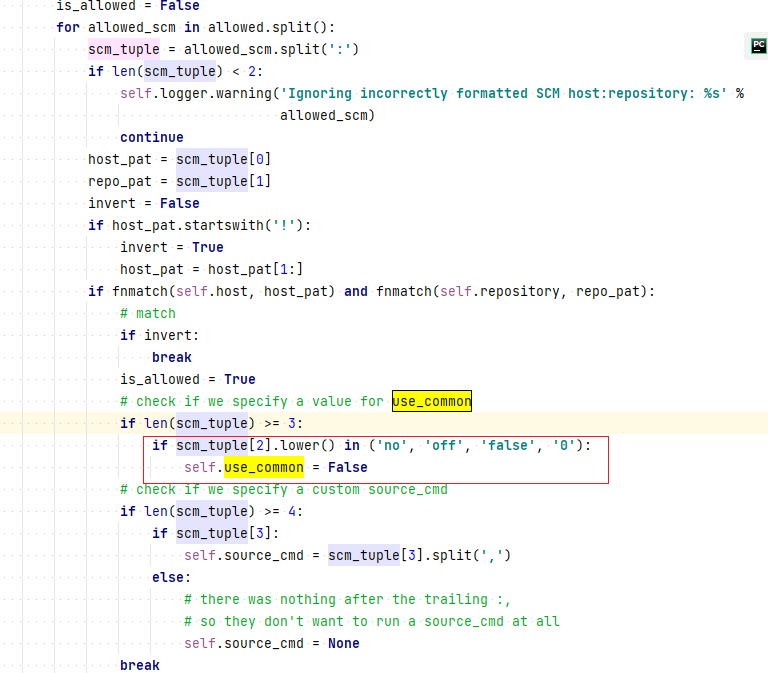 is_allowed = False
for allowed_scm in allowed.split():
scm_tuple = allowed_scm.split(':')
if len(scm_tuple) < 2:
self.logger.warning('Ignoring incorrectly formatted SCM host:repository: %s' %
allowed_scm)
continue
host_pat = scm_tuple[0]
repo_pat = scm_tuple[1]
invert = False
if host_pat.startswith('!'):
invert = True
host_pat = host_pat[1:]
if fnmatch(self.host, host_pat) and fnmatch(self.repository, repo_pat):
# match
if invert:
break
is_allowed = True
# check if we specify a value for use_common
if len(scm_tuple) >= 3:
if scm_tuple[2].lower() in ('no', 'off', 'false', '0'):
self.use_common = False
# check if we specify a custom source_cmd
if len(scm_tuple) >= 4:
if scm_tuple[3]:
self.source_cmd = scm_tuple[3].split(',')
else:
# there was nothing after the trailing :,
# so they don't want to run a source_cmd at all
self.source_cmd = None
break
PC